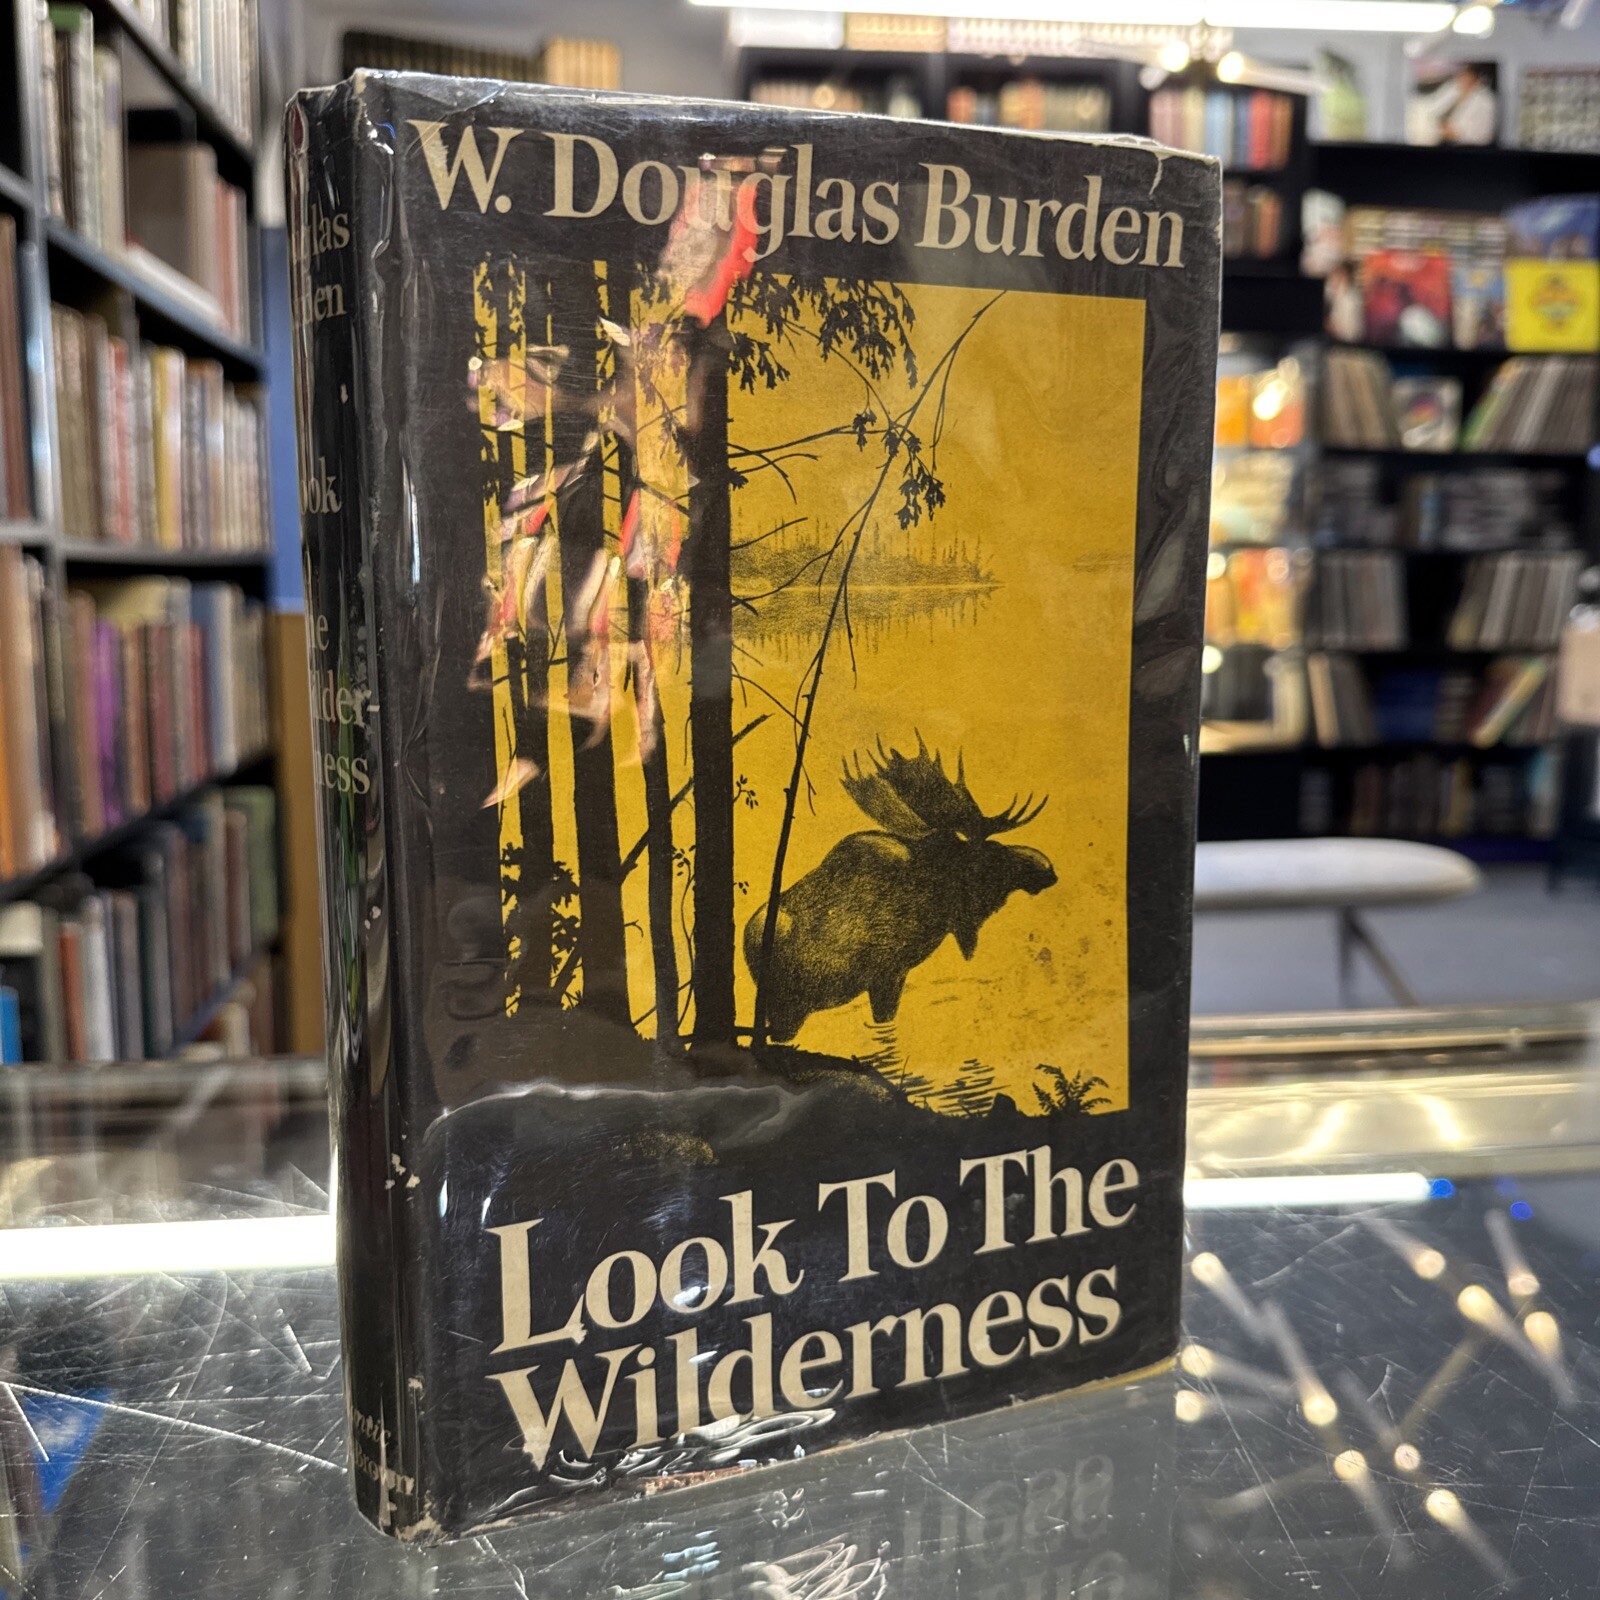 W. Douglas Burden
Look To The
Wilderness